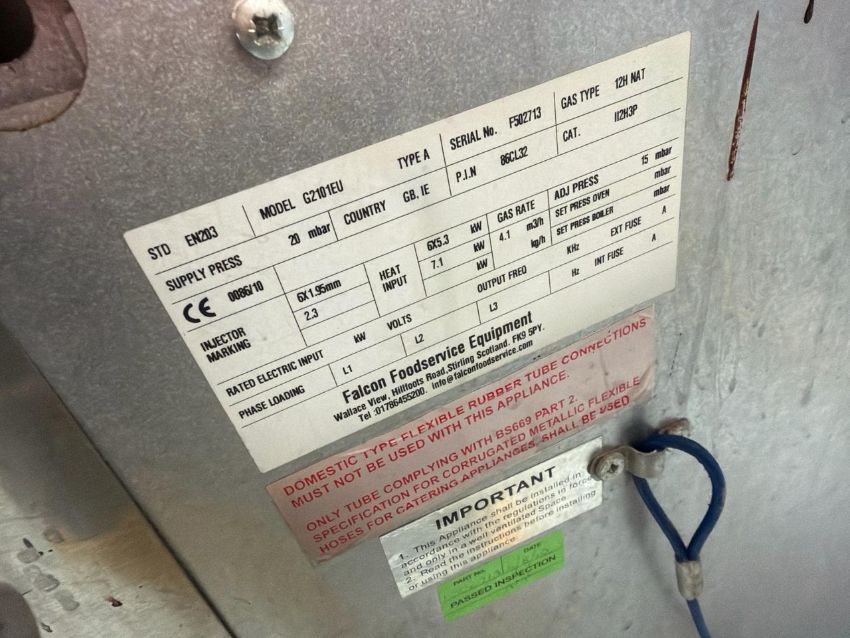 STD EN203 MODEL G2101EU TYPE A SERIAL No. F502713 GAS TYPE 12H NAT
SUPPLY PRESS 20 mbar COUNTRY GB, IE P.I.N 86CL32 CAT. II2H3P
CE 0086/10
INJECTOR MARKING 6X1.95mm 2.3
HEAT INPUT 6X5.3 kW 7.1 kW kW
GAS RATE 4.1 m3/h kg/h
ADJ PRESS 15 mbar
SET PRESS OVEN mbar
SET PRESS BOILER mbar
RATED ELECTRIC INPUT kW VOLTS OUTPUT FREQ KHz EXT FUSE A
Hz INT FUSE A
PHASE LOADING L1 L2 L3
Falcon Foodservice Equipment
Wallace View, Hillfoots Road, Stirling Scotland. FK9 5PY.
Tel :01786455200. info@falconfoodservice.com
DOMESTIC TYPE FLEXIBLE RUBBER TUBE CONNECTIONS
MUST NOT BE USED WITH THIS APPLIANCE.
ONLY TUBE COMPLYING WITH BS669 PART 2.
SPECIFICATION FOR CORRUGATED METALLIC FLEXIBLE
HOSES FOR CATERING APPLIANCES, SHALL BE USED
IMPORTANT
1. This Appliance shall be installed in
accordance with the regulations in force
and only in a well ventilated Space
2. Read the instructions before installing
or using this appliance.
PART No. DATE
PASSED INSPECTION